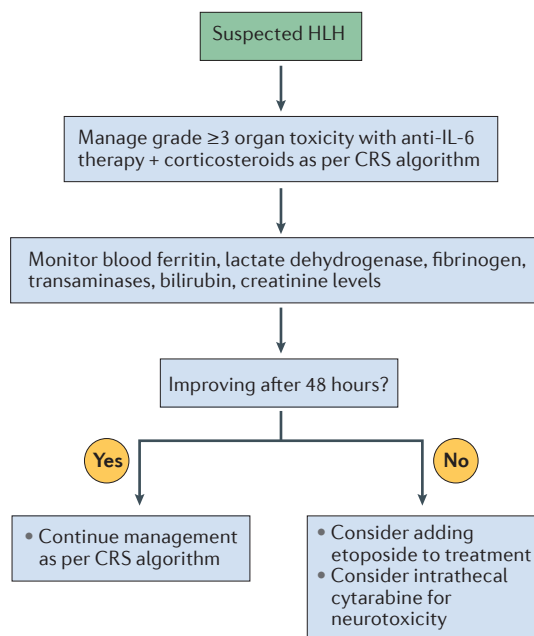 Suspected HLH
Manage grade ≥3 organ toxicity with anti-IL-6
therapy + corticosteroids as per CRS algorithm
Monitor blood ferritin, lactate dehydrogenase, fibrinogen,
transaminases, bilirubin, creatinine levels
Improving after 48 hours?
Yes
No
• Continue management
as per CRS algorithm
• Consider adding
etoposide to treatment
• Consider intrathecal
cytarabine for
neurotoxicity